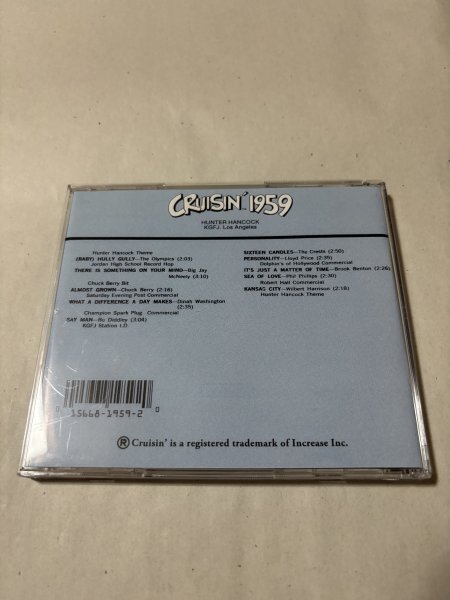 CRUISIN' 1959
HUNTER HANCOCK
KGFJ, Los Angeles
Hunter Hancock Theme
(BABY) HULLY GULLY—The Olympics (2:03)
Jordan High School Record Hop
THERE IS SOMETHING ON YOUR MIND—Big Jay
McNeely (3:10)
Chuck Berry Bit
ALMOST GROWN—Chuck Berry (2:16)
Saturday Evening Post Commercial
WHAT A DIFFERENCE A DAY MAKES—Dinah Washington
(2:35)
Champion Spark Plug Commercial
SAY MAN—Bo Diddley (3:04)
KGFJ Station I.D.
SIXTEEN CANDLES—The Crests (2:50)
PERSONALITY—Lloyd Price (2:35)
Dolphin's of Hollywood Commercial
IT'S JUST A MATTER OF TIME—Brook Benton (2:26)
SEA OF LOVE—Phil Phillips (2:30)
Robert Hall Commercial
KANSAS CITY—Wilbert Harrison (2:18)
Hunter Hancock Theme
0 15668-1959-2 0
® Cruisin' is a registered trademark of Increase Inc.